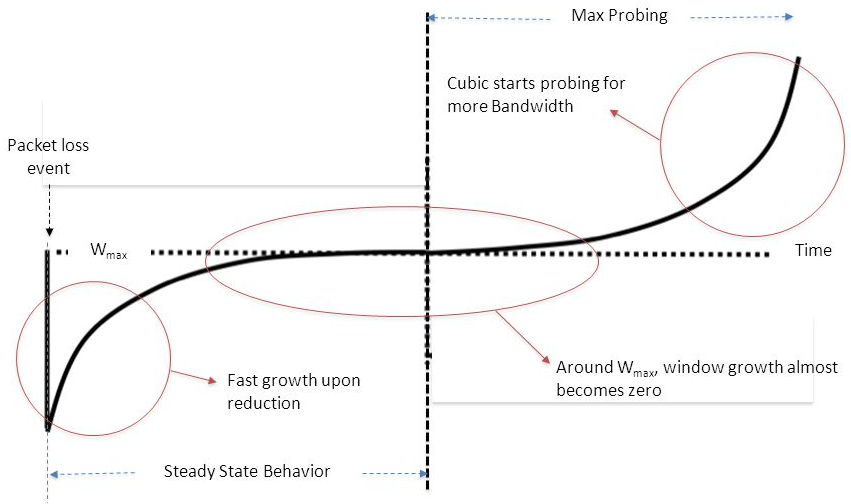 Max Probing
Cubic starts probing for
more Bandwidth
Packet loss
event
Wmax
Time
Around Wmax, window growth almost
becomes zero
Fast growth upon
reduction
Steady State Behavior